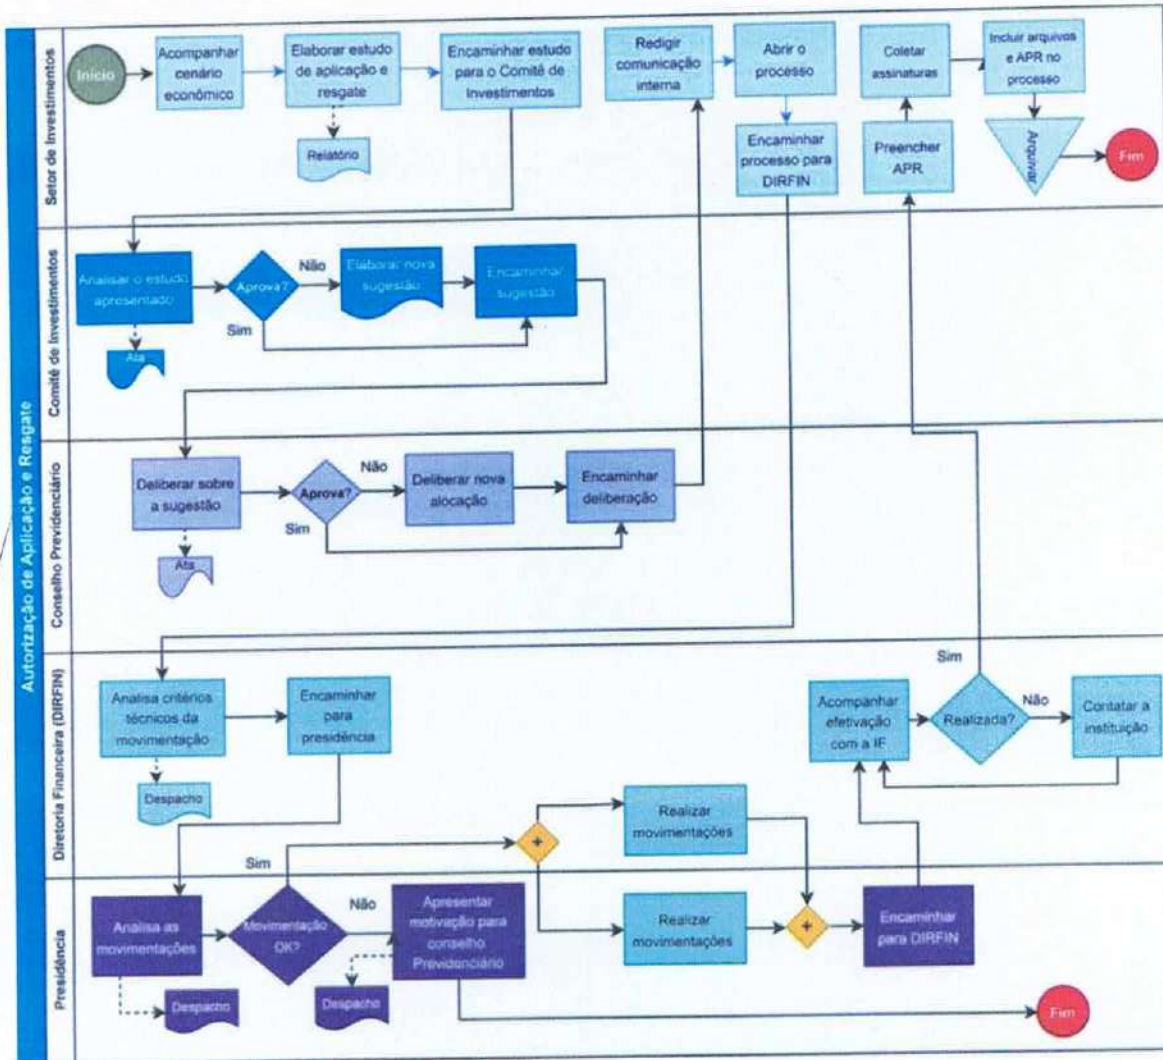 Autorização de Aplicação e Resgate
Setor de Investimentos
Início
Acompanhar
cenário
econômico
Elaborar estudo
de aplicação e
resgate
Relatório
Encaminhar estudo
para o Comitê de
Investimentos
Redigir
comunicação
interna
Abrir o
processo
Encaminhar
processo para
DIRFIN
Coletar
assinaturas
Preencher
APR
Incluir arquivos
e APR no
processo
Arquivar
Fim
Comitê de Investimentos
Analisar o estudo
apresentado
Ata
Aprova?
Não
Sim
Elaborar nova
sugestão
Encaminhar
sugestão
Conselho Previdenciário
Deliberar sobre
a sugestão
Ata
Aprova?
Não
Sim
Deliberar nova
alocação
Encaminhar
deliberação
Diretoria Financeira (DIRFIN)
Analisa critérios
técnicos da
movimentação
Despacho
Encaminhar
para
presidência
Sim
+
Realizar
movimentações
Acompanhar
efetivação
com a IF
Realizada?
Sim
Não
Contatar a
instituição
Presidência
Analisa as
movimentações
Despacho
Movimentação
OK?
Não
Apresentar
motivação para
conselho
Previdenciário
Despacho
Realizar
movimentações
+
Encaminhar
para DIRFIN
Fim